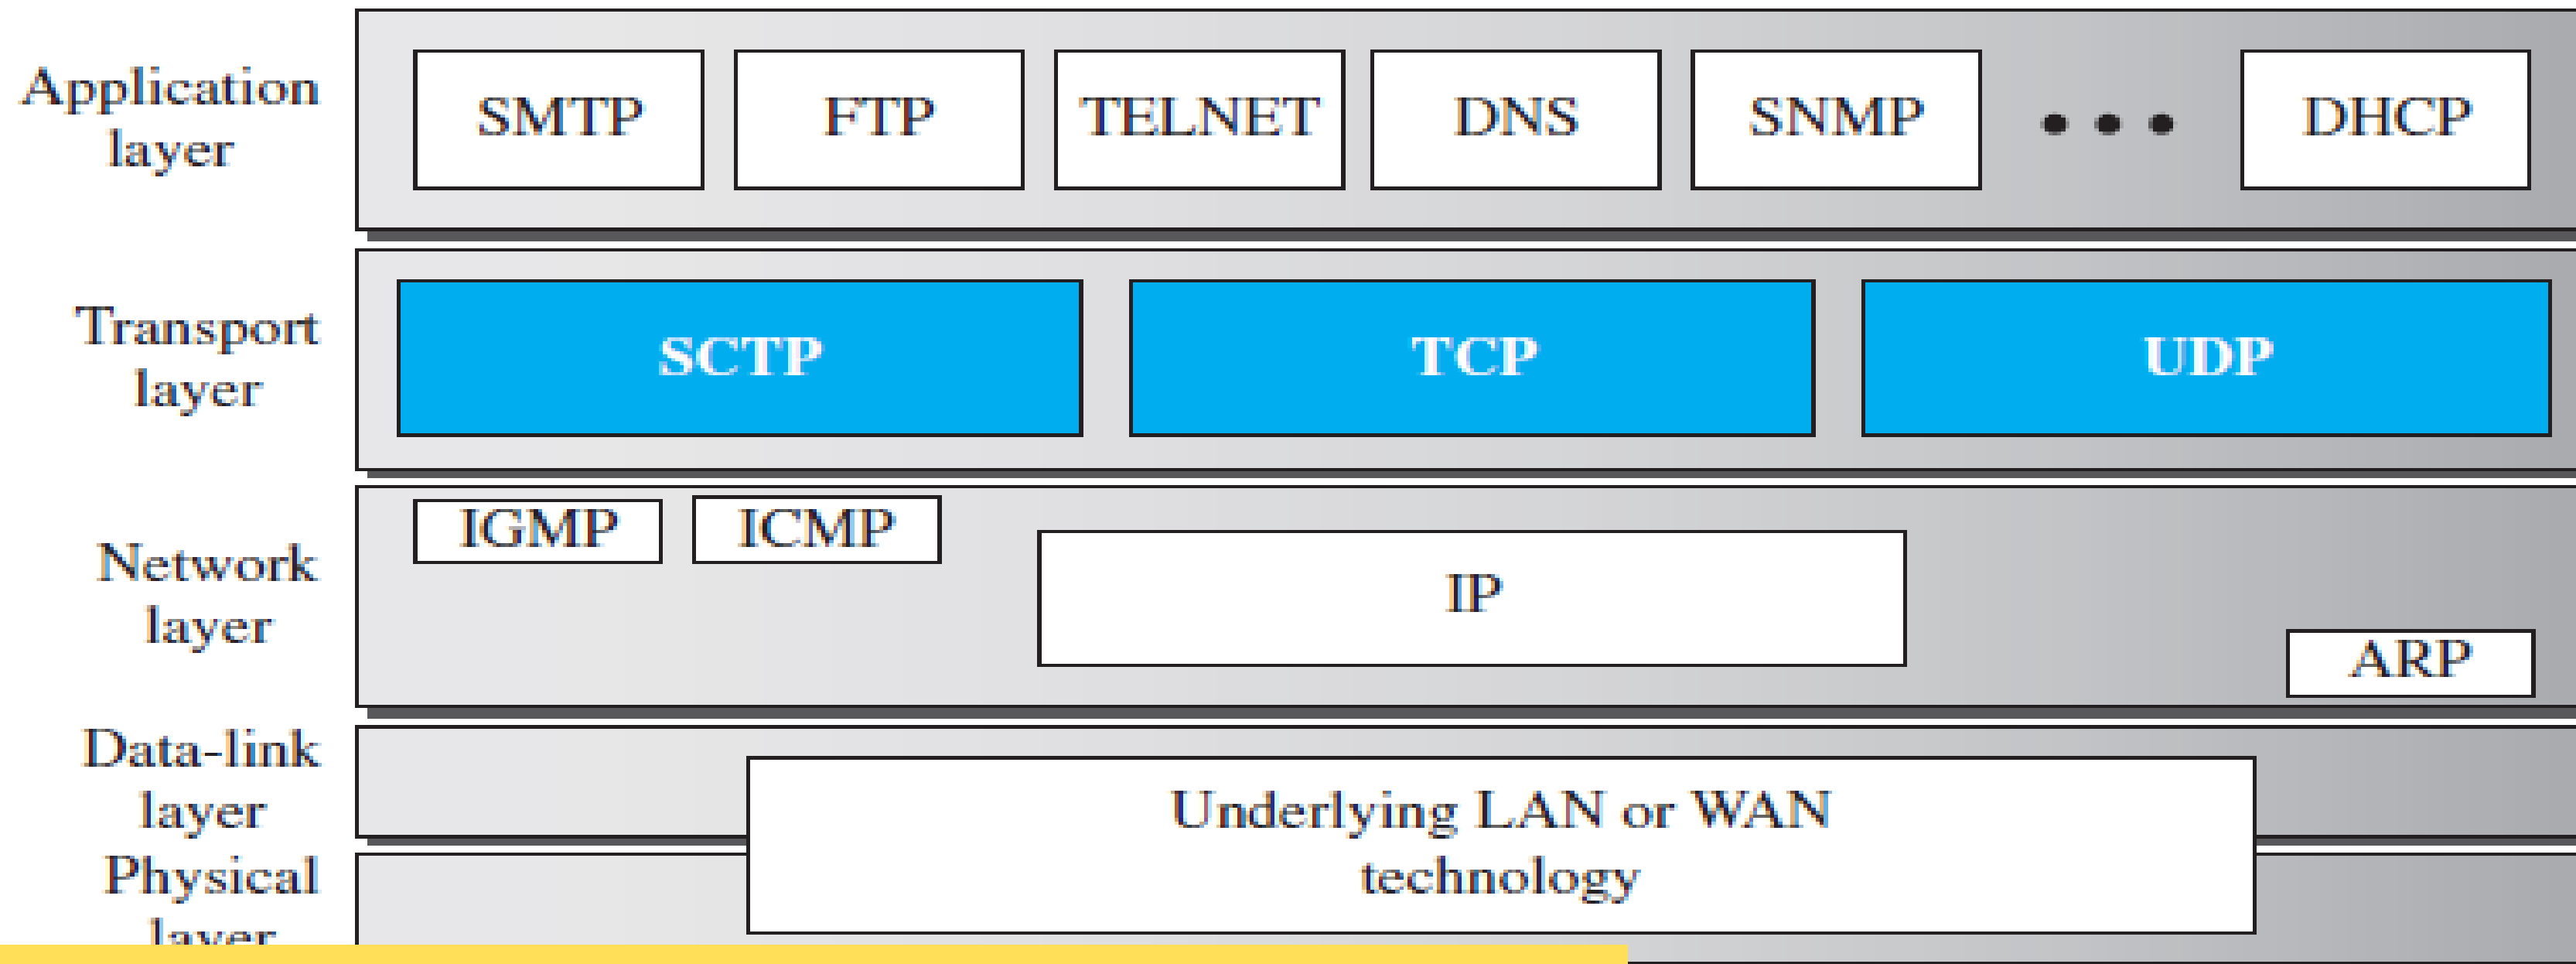 Application
layer
SMTP
FTP
TELNET
DNS
SNMP
• • •
DHCP
Transport
layer
SCTP
TCP
UDP
Network
layer
IGMP
ICMP
IP
ARP
Data-link
layer
Underlying LAN or WAN
technology
Physical
layer